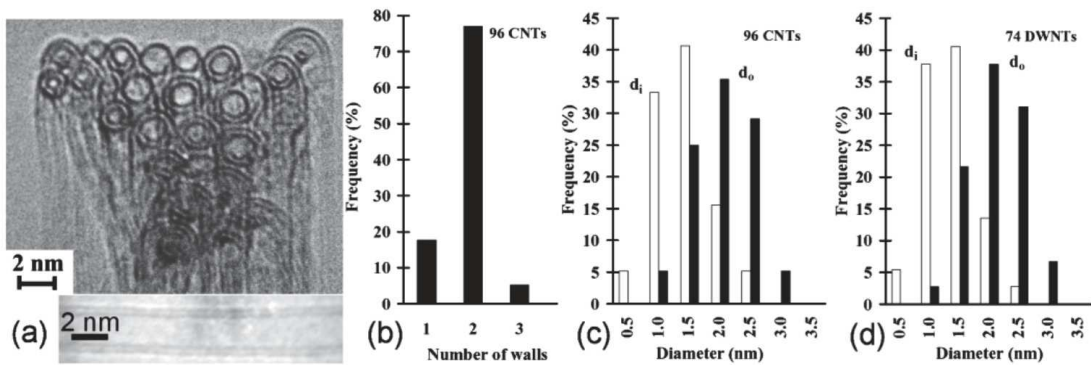 2 nm
(a)
2 nm
Frequency (%)
80
70
60
50
40
30
20
10
0
96 CNTs
(b)
1 2 3
Number of walls
Frequency (%)
45
40
35
30
25
20
15
10
5
0
96 CNTs
di
do
(c)
0.5 1.0 1.5 2.0 2.5 3.0 3.5
Diameter (nm)
Frequency (%)
45
40
35
30
25
20
15
10
5
0
74 DWNTs
di
do
(d)
0.5 1.0 1.5 2.0 2.5 3.0 3.5
Diameter (nm)